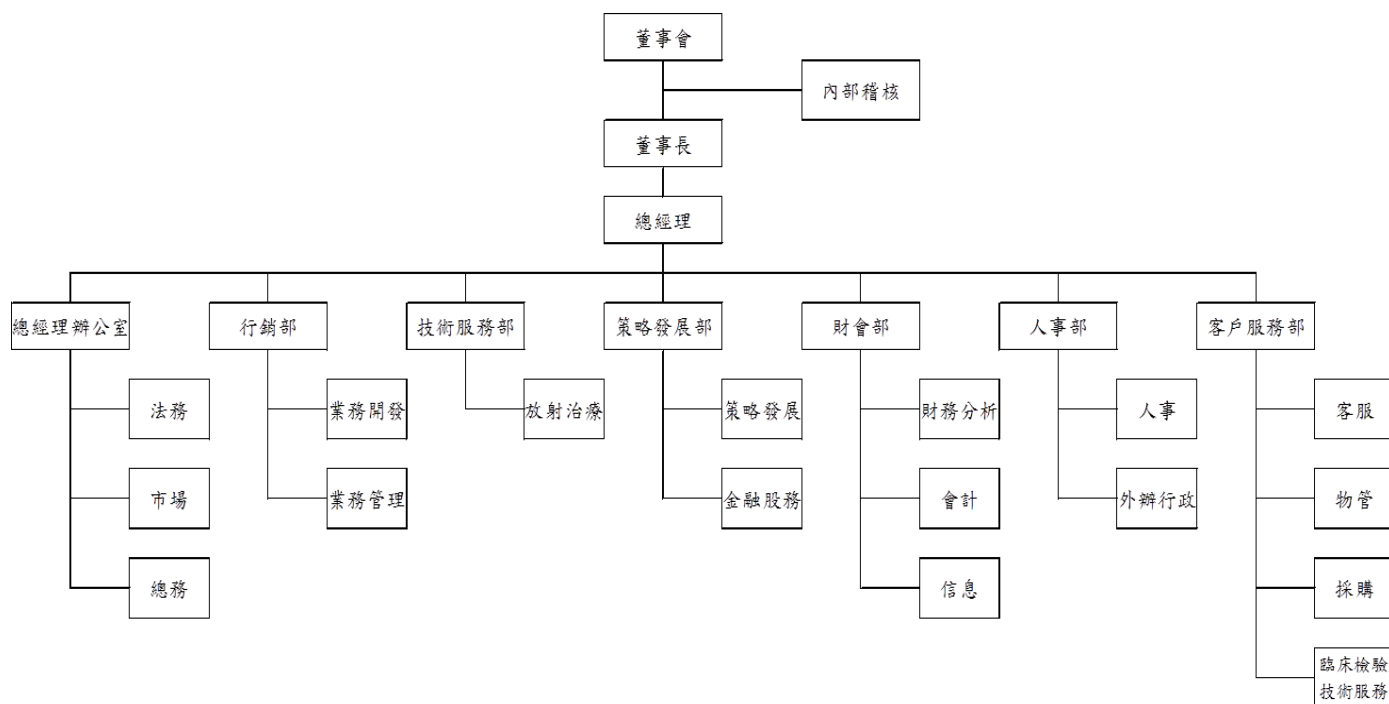 董事會
內部稽核
董事長
總經理
總經理辦公室
行銷部
技術服務部
策略發展部
財會部
人事部
客戶服務部
法務
業務開發
放射治療
策略發展
財務分析
人事
客服
市場
業務管理
金融股務
會計
外辦行政
物管
總務
信息
採購
臨床檢驗
技術服務